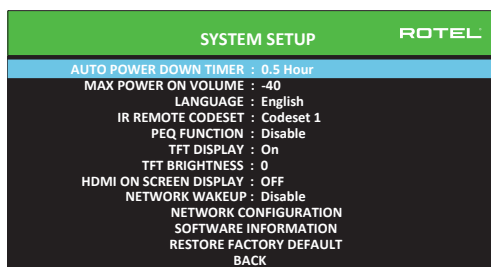 SYSTEM SETUP
ROTEL
AUTO POWER DOWN TIMER : 0.5 Hour
MAX POWER ON VOLUME : -40
LANGUAGE : English
IR REMOTE CODESET : Codeset 1
PEQ FUNCTION : Disable
TFT DISPLAY : On
TFT BRIGHTNESS : 0
HDMI ON SCREEN DISPLAY : OFF
NETWORK WAKEUP : Disable
NETWORK CONFIGURATION
SOFTWARE INFORMATION
RESTORE FACTORY DEFAULT
BACK